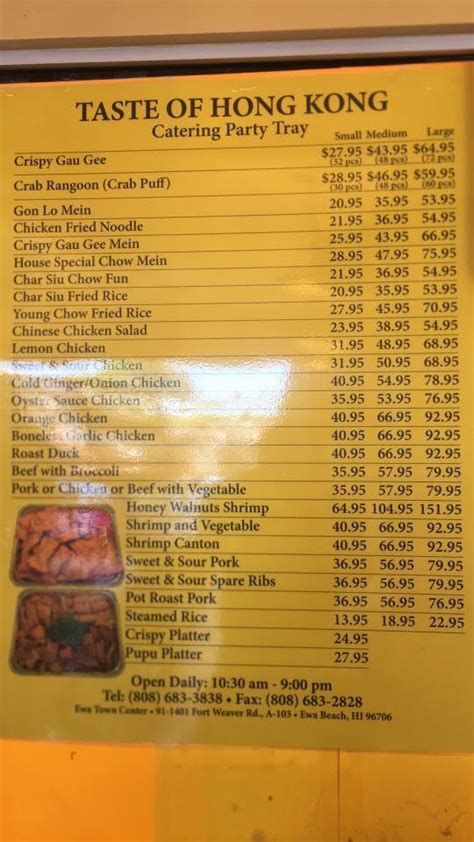 TASTE OF HONG KONG
Catering Party Tray
Small Medium Large
Crispy Gau Gee $27.95 $43.95 $64.95
(32 pcs) (48 pcs) (72 pcs)
Crab Rangoon (Crab Puff) $28.95 $46.95 $59.95
(30 pcs) (48 pcs) (60 pcs)
Gon Lo Mein 20.95 35.95 53.95
Chicken Fried Noodle 21.95 36.95 54.95
Crispy Gau Gee Mein 25.95 43.95 66.95
House Special Chow Mein 28.95 47.95 75.95
Char Siu Chow Fun 21.95 36.95 54.95
Char Siu Fried Rice 20.95 35.95 53.95
Young Chow Fried Rice 27.95 45.95 70.95
Chinese Chicken Salad 23.95 38.95 54.95
Lemon Chicken 31.95 48.95 68.95
Sweet & Sour Chicken 31.95 50.95 68.95
Cold Ginger/Onion Chicken 40.95 54.95 78.95
Oyster Sauce Chicken 35.95 53.95 76.95
Orange Chicken 40.95 66.95 92.95
Boneless Garlic Chicken 40.95 66.95 92.95
Roast Duck 40.95 66.95 92.95
Beef with Broccoli 35.95 57.95 79.95
Pork or Chicken or Beef with Vegetable 35.95 57.95 79.95
Honey Walnuts Shrimp 64.95 104.95 151.95
Shrimp and Vegetable 40.95 66.95 92.95
Shrimp Canton 40.95 66.95 92.95
Sweet & Sour Pork 36.95 56.95 79.95
Sweet & Sour Spare Ribs 36.95 56.95 79.95
Pot Roast Pork 36.95 56.95 76.95
Steamed Rice 13.95 18.95 22.95
Crispy Platter 24.95
Pupu Platter 27.95
Open Daily: 10:30 am - 9:00 pm
Tel: (808) 683-3838 • Fax: (808) 683-2828
Ewa Town Center • 91-1401 Fort Weaver Rd., A-103 • Ewa Beach, HI 96706